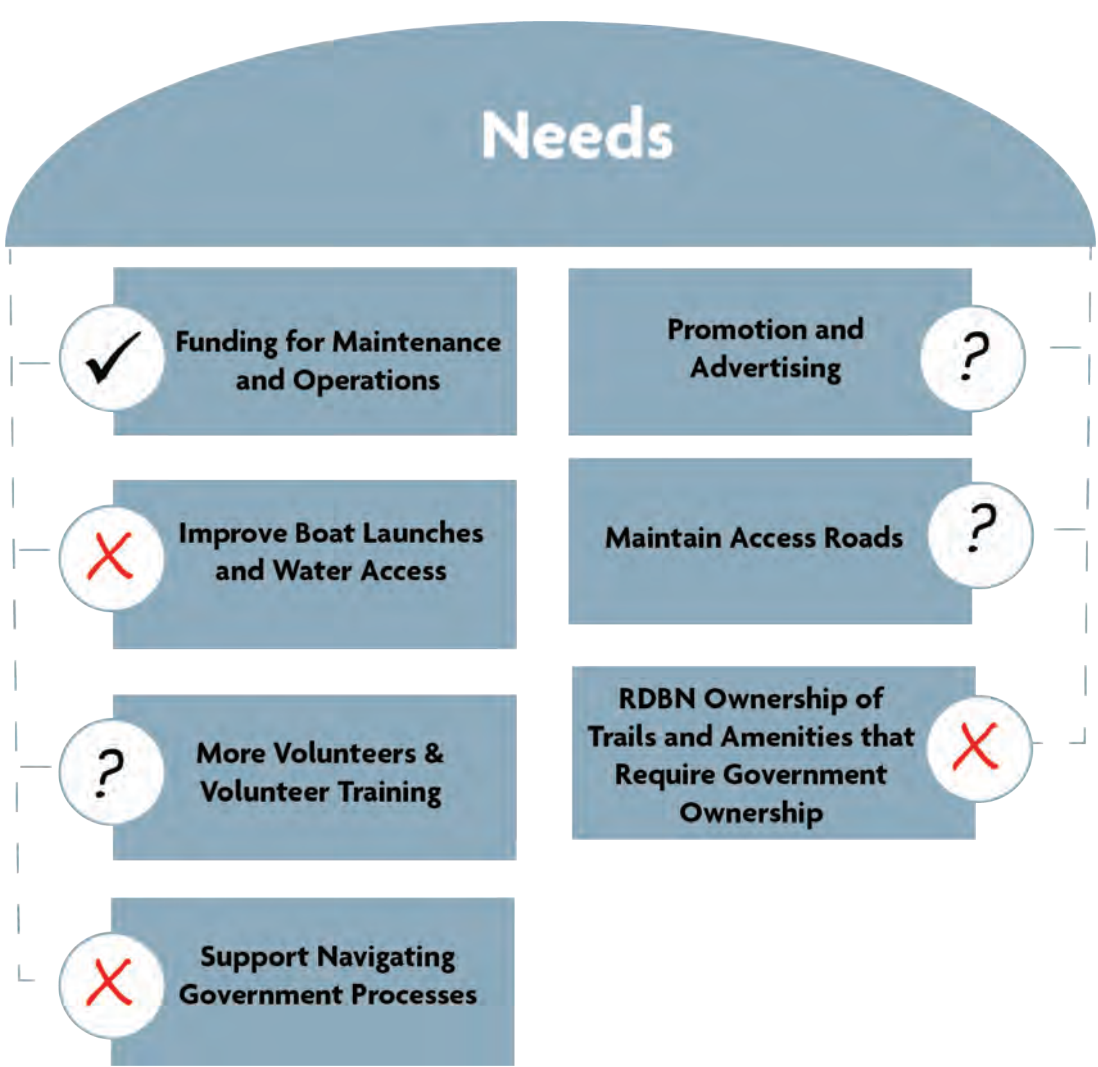 Needs
Funding for Maintenance
and Operations
Improve Boat Launches
and Water Access
?
More Volunteers &
Volunteer Training
Support Navigating
Government Processes
Promotion and
Advertising
?
Maintain Access Roads
?
RDBN Ownership of
Trails and Amenities that
Require Government
Ownership